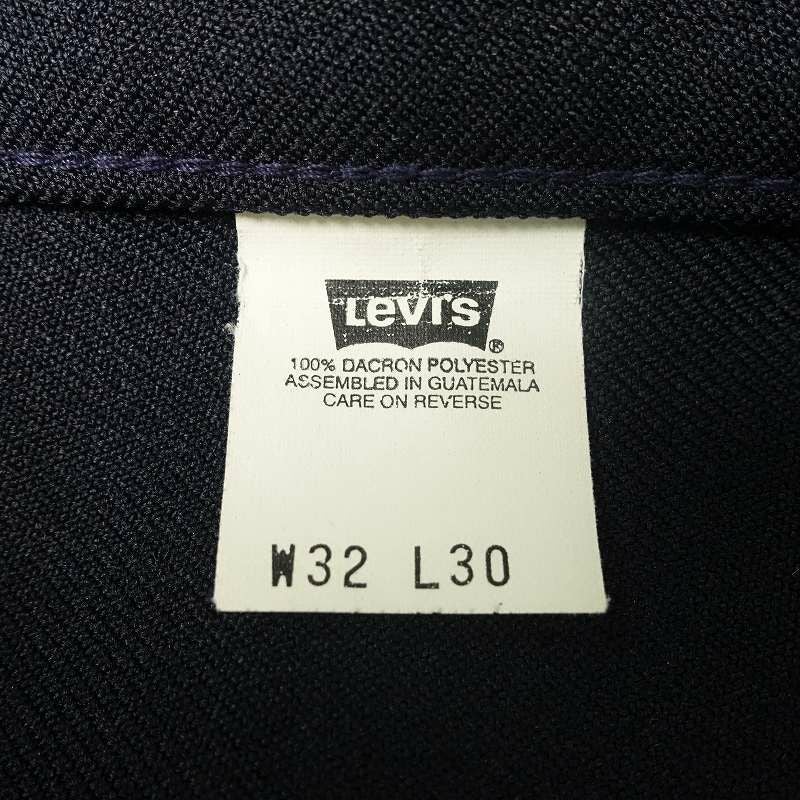 Levi's
®
100% DACRON POLYESTER
ASSEMBLED IN GUATEMALA
CARE ON REVERSE
W32 L30